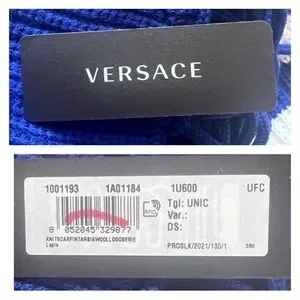 VERSACE
1001193 1A01184 1U600 UFC
RFID
Tgl: UNIC
Var.:
DS:
8 052045 329877
PROSLK/2021/130/1 380
KNITSCARFINTARSIAWOOLLOGOSERIE
Lapis